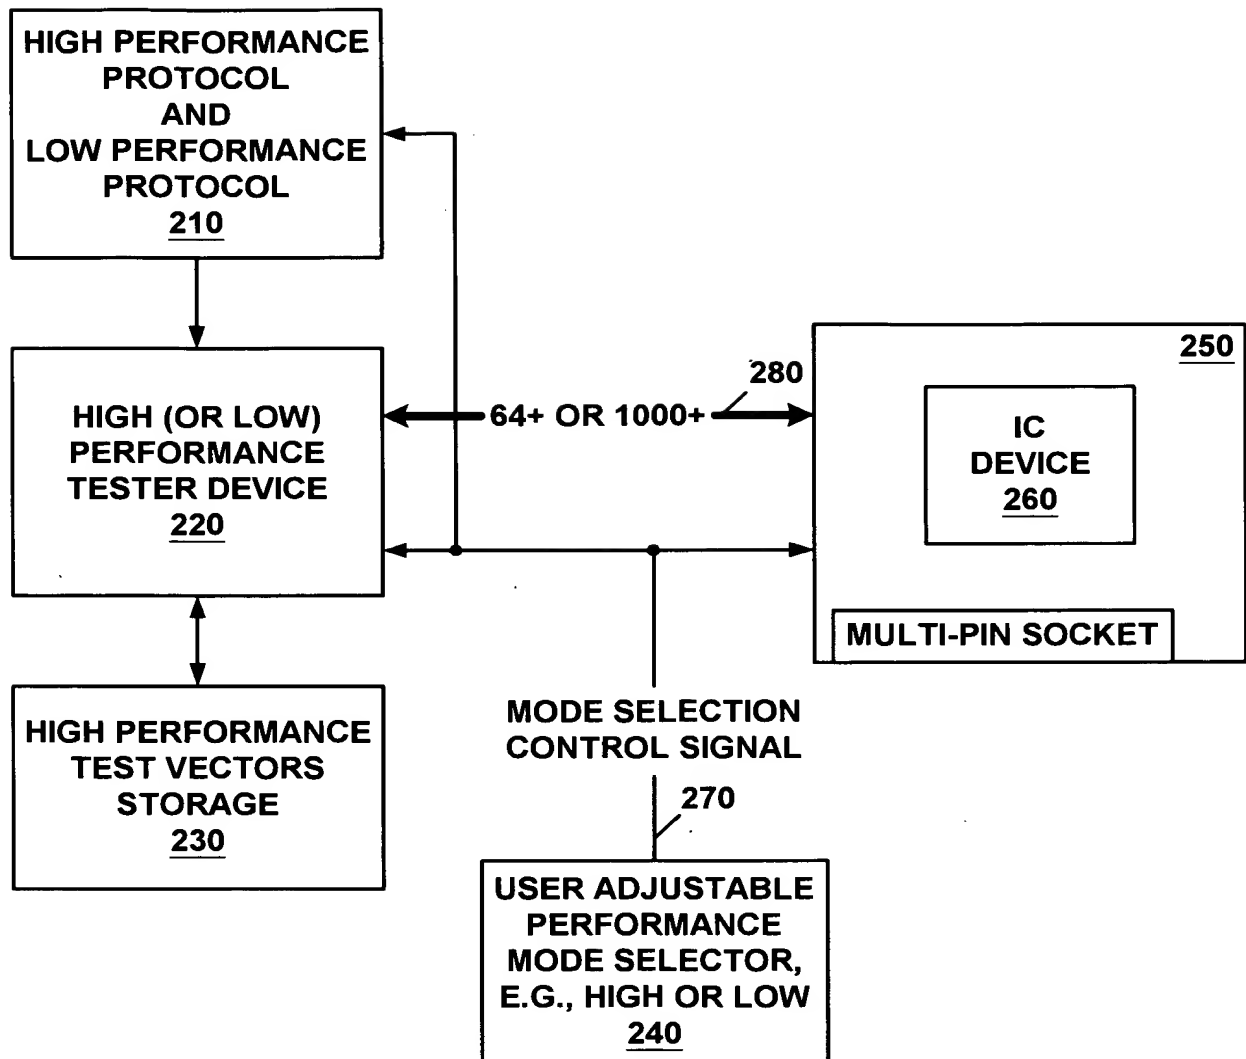 HIGH PERFORMANCE
PROTOCOL
AND
LOW PERFORMANCE
PROTOCOL
210
HIGH (OR LOW)
PERFORMANCE
TESTER DEVICE
220
HIGH PERFORMANCE
TEST VECTORS
STORAGE
230
280
64+ OR 1000+
250
IC
DEVICE
260
MULTI-PIN SOCKET
MODE SELECTION
CONTROL SIGNAL
270
USER ADJUSTABLE
PERFORMANCE
MODE SELECTOR,
E.G., HIGH OR LOW
240